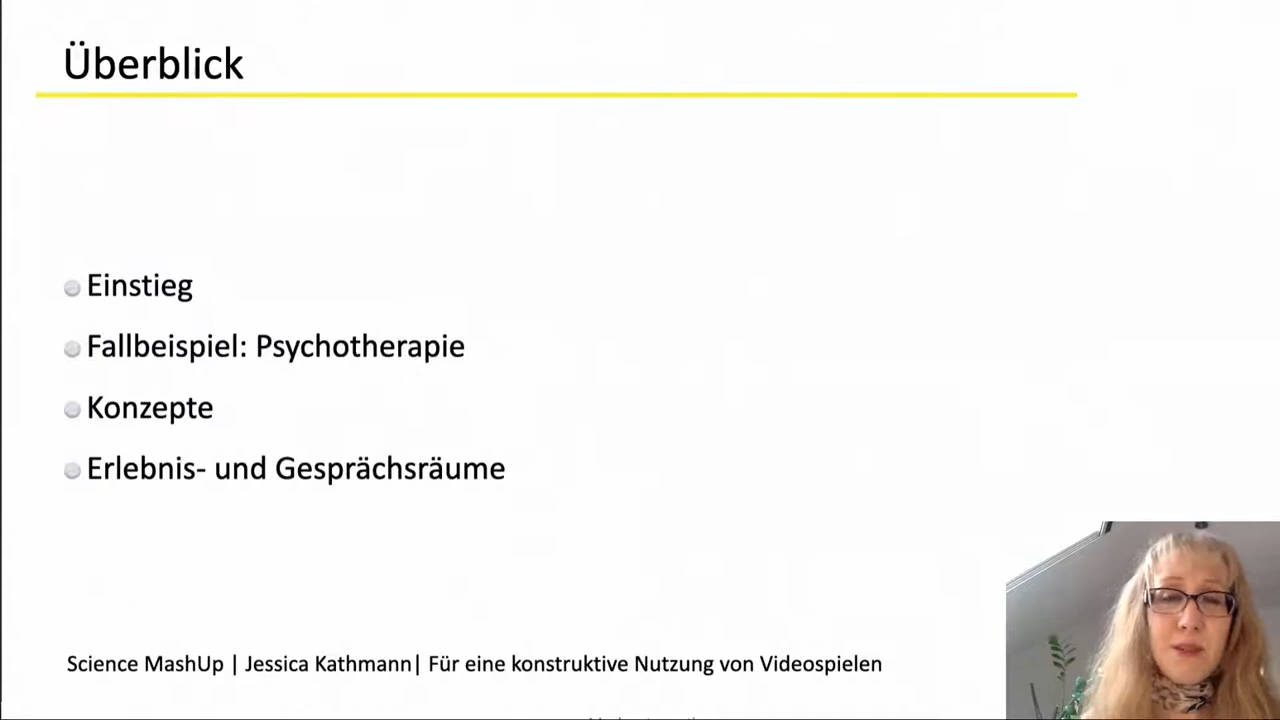 Überblick
Einstieg
Fallbeispiel: Psychotherapie
Konzepte
Erlebnis- und Gesprächsräume
Science MashUp | Jessica Kathmann| Für eine konstruktive Nutzung von Videospielen